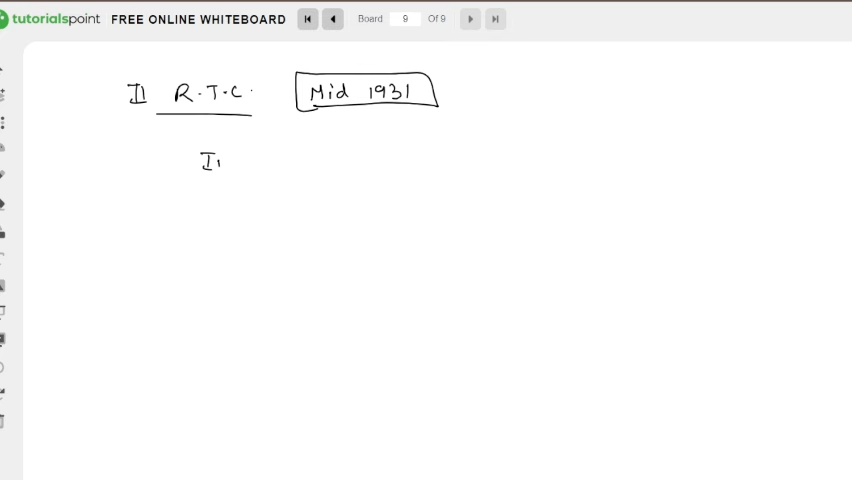 tutorialspoint FREE ONLINE WHITEBOARD Board 9 Of 9
II R.T.C. Mid 1931